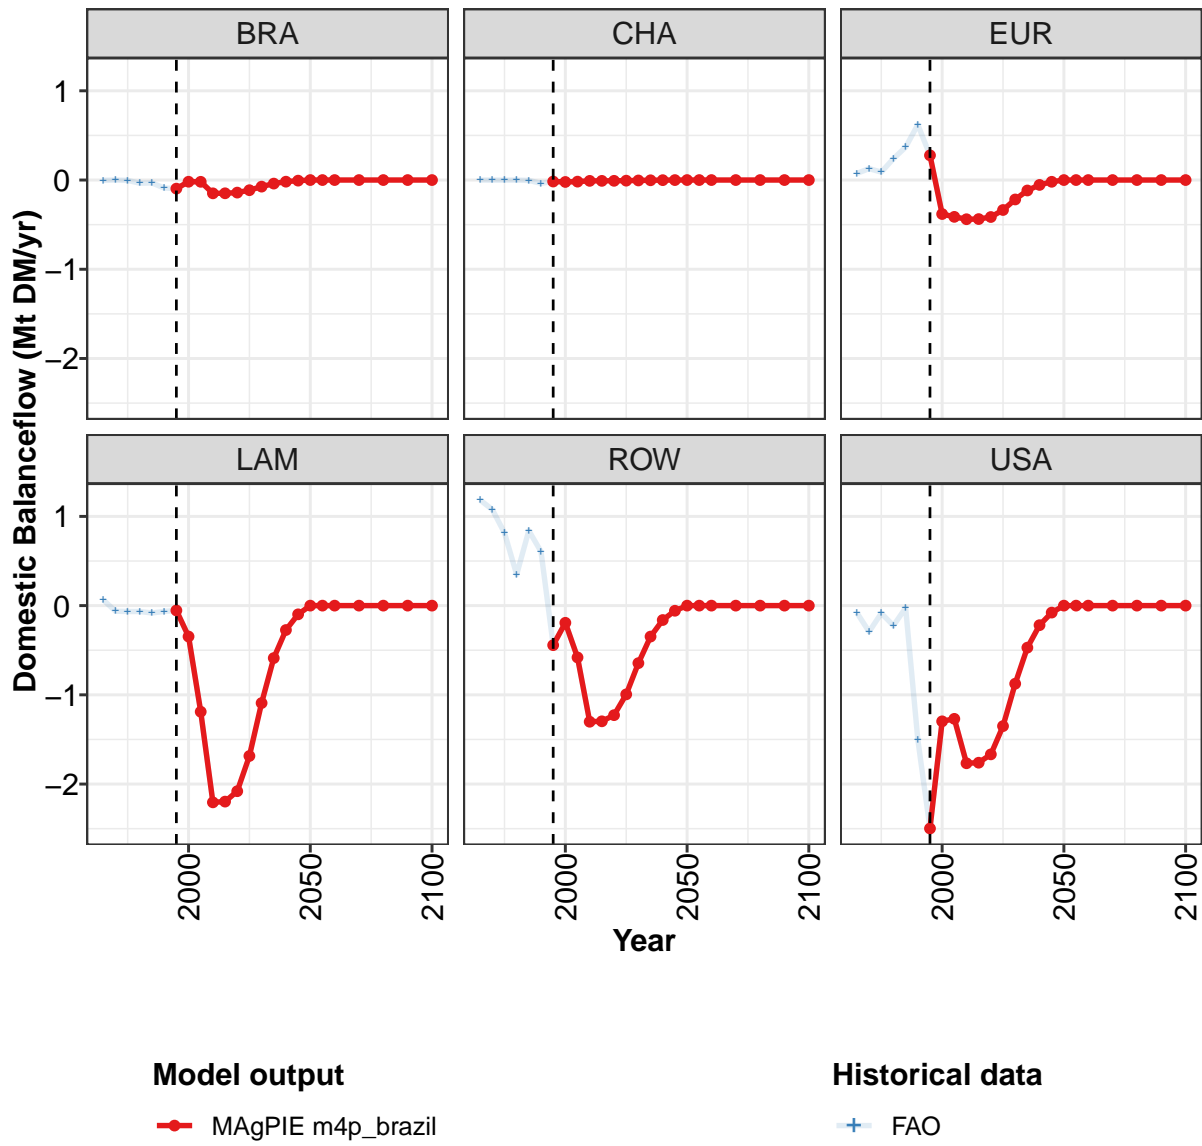 BRA CHA EUR
1
0
−1
−2
LAM ROW USA
1
0
−1
−2
Domestic Balanceflow (Mt DM/yr)
2000 2050 2100 2000 2050 2100 2000 2050 2100
Year
Model output Historical data
MAgPIE m4p_brazil FAO